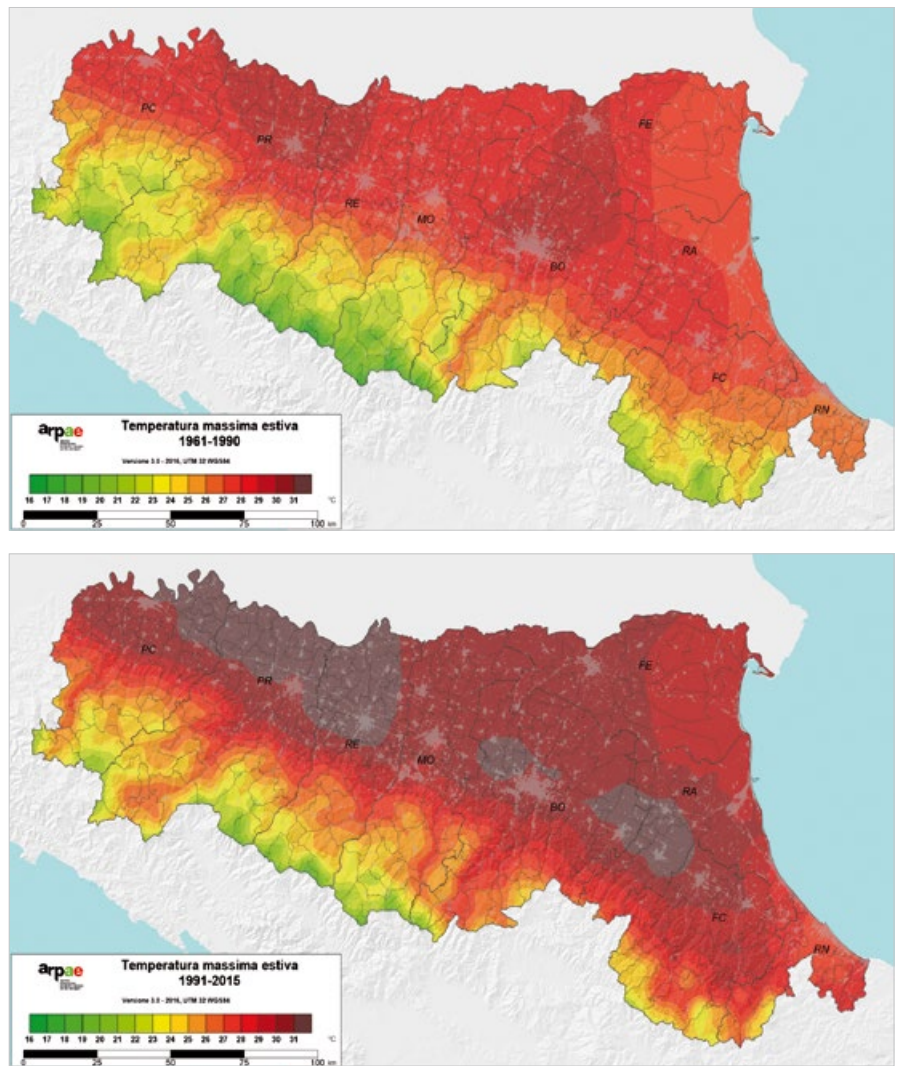 PC
FE
PR
RE
MO
RA
BO
FC
RN
arpae
Temperatura massima estiva
1961-1990
Versione 3.0 - 2016, UTM 32 WGS84
16 17 18 19 20 21 22 23 24 25 26 27 28 29 30 31 °C
0 25 50 75 100 km
PC
FE
PR
RE
MO
RA
BO
FC
RN
arpae
Temperatura massima estiva
1991-2015
Versione 3.0 - 2016, UTM 32 WGS84
16 17 18 19 20 21 22 23 24 25 26 27 28 29 30 31 °C
0 25 50 75 100 km